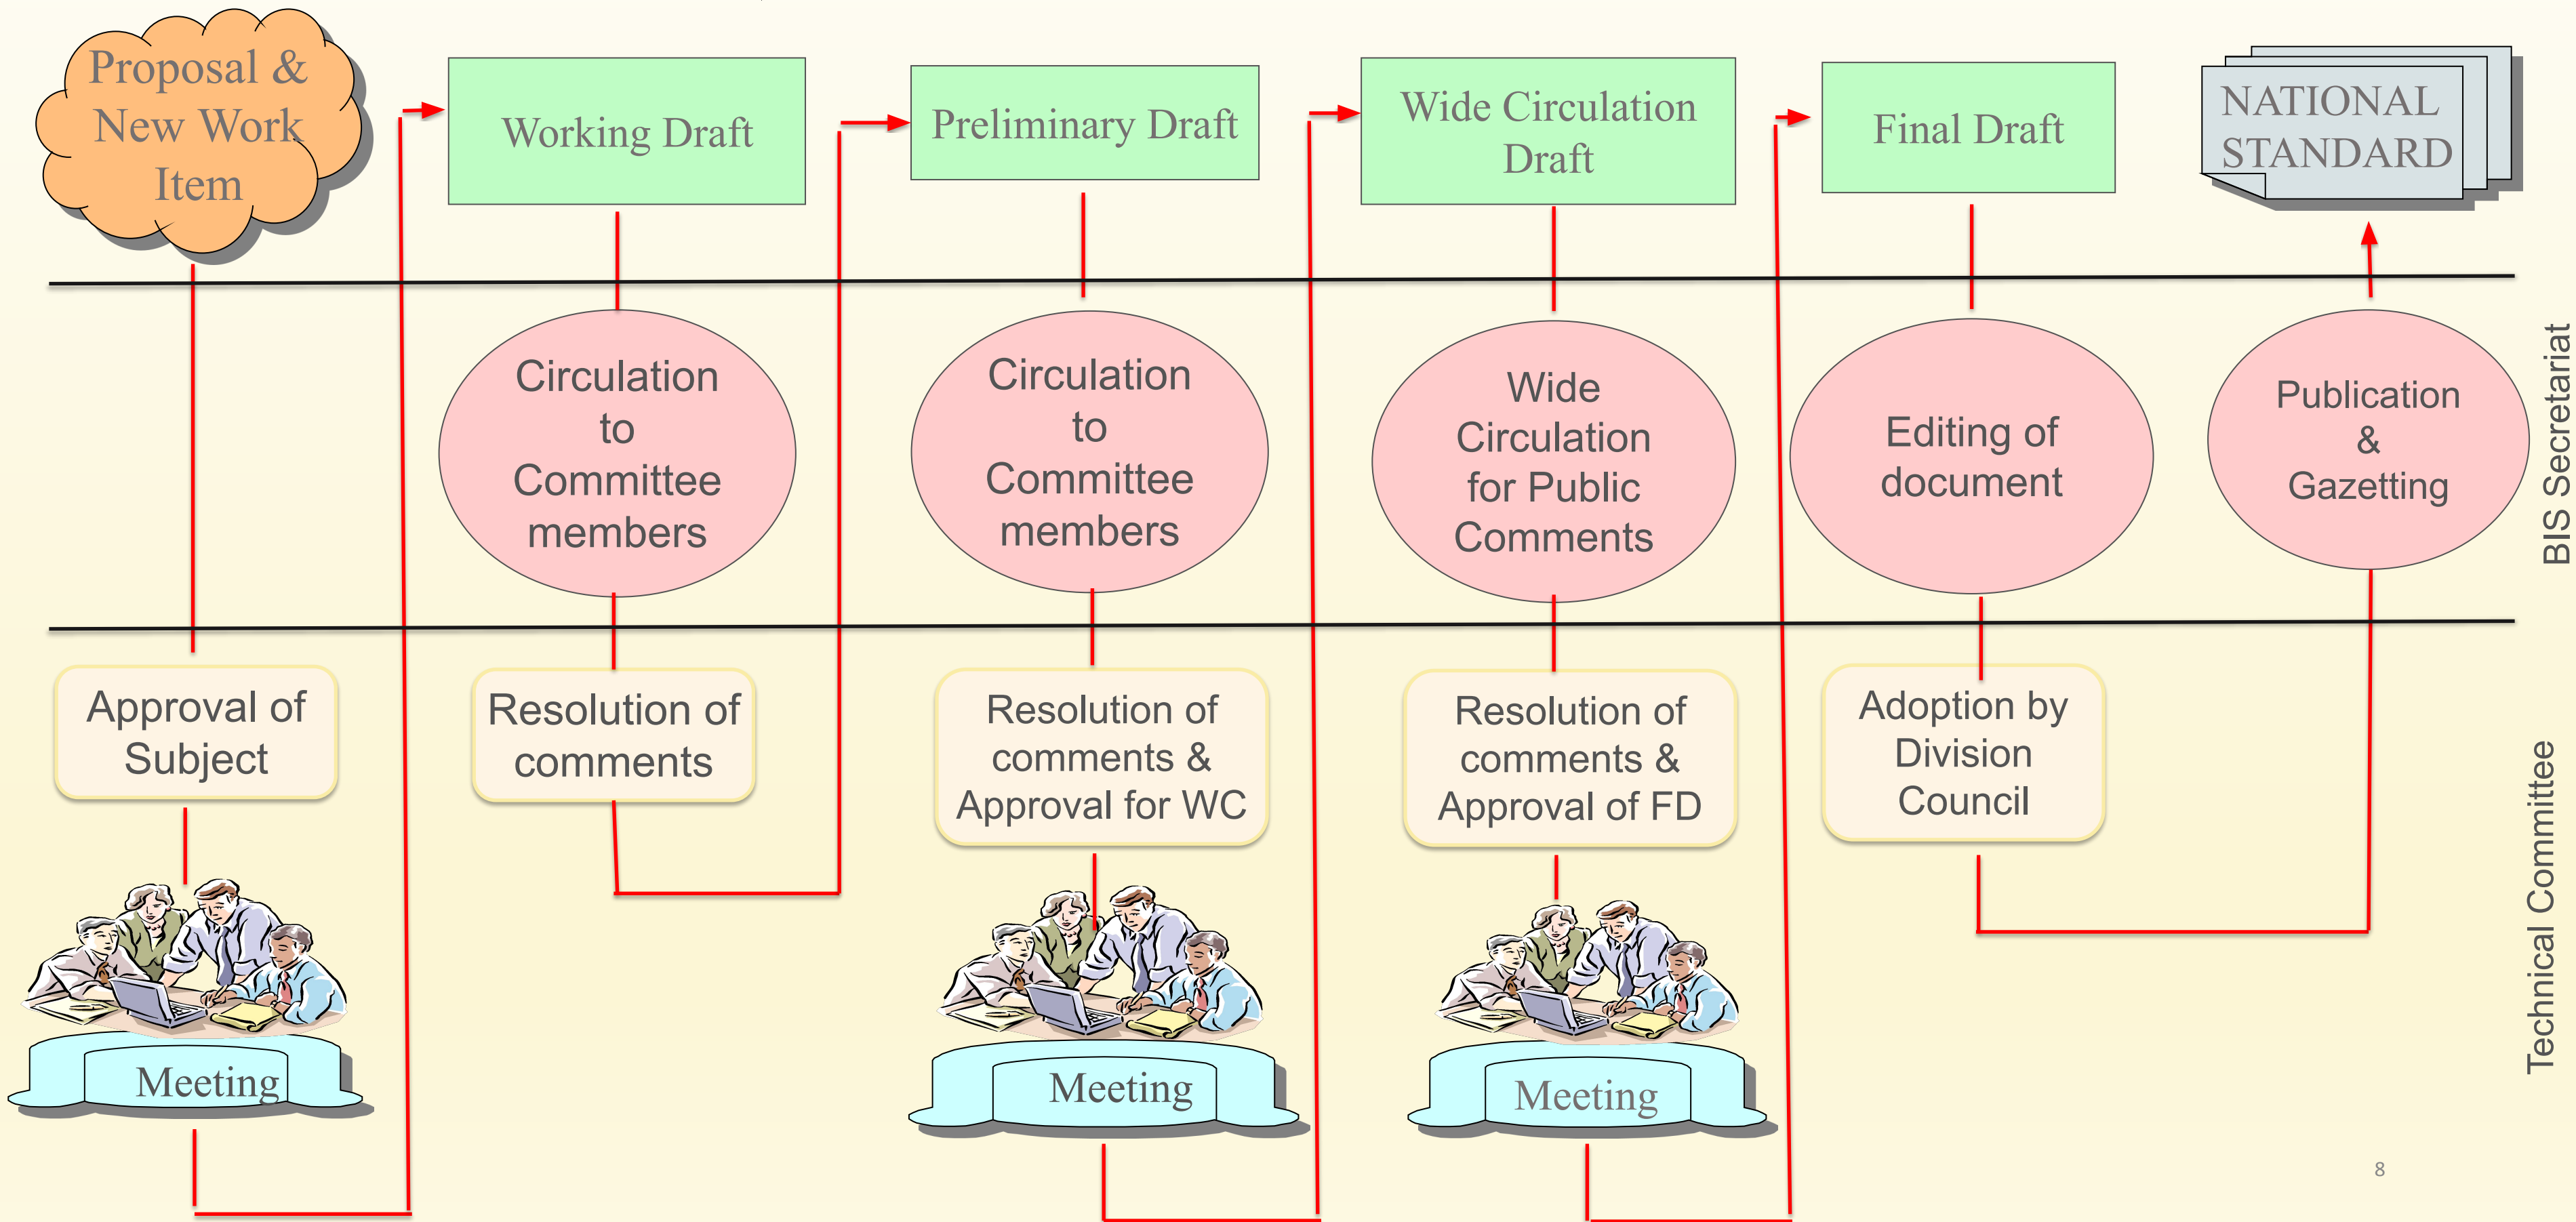 Proposal &
New Work
Item
Working Draft
Preliminary Draft
Wide Circulation
Draft
Final Draft
NATIONAL
STANDARD
Circulation
to
Committee
members
Circulation
to
Committee
members
Wide
Circulation
for Public
Comments
Editing of
document
Publication
&
Gazetting
BIS Secretariat
Approval of
Subject
Resolution of
comments
Resolution of
comments &
Approval for WC
Resolution of
comments &
Approval of FD
Adoption by
Division
Council
Technical Committee
Meeting
Meeting
Meeting
8